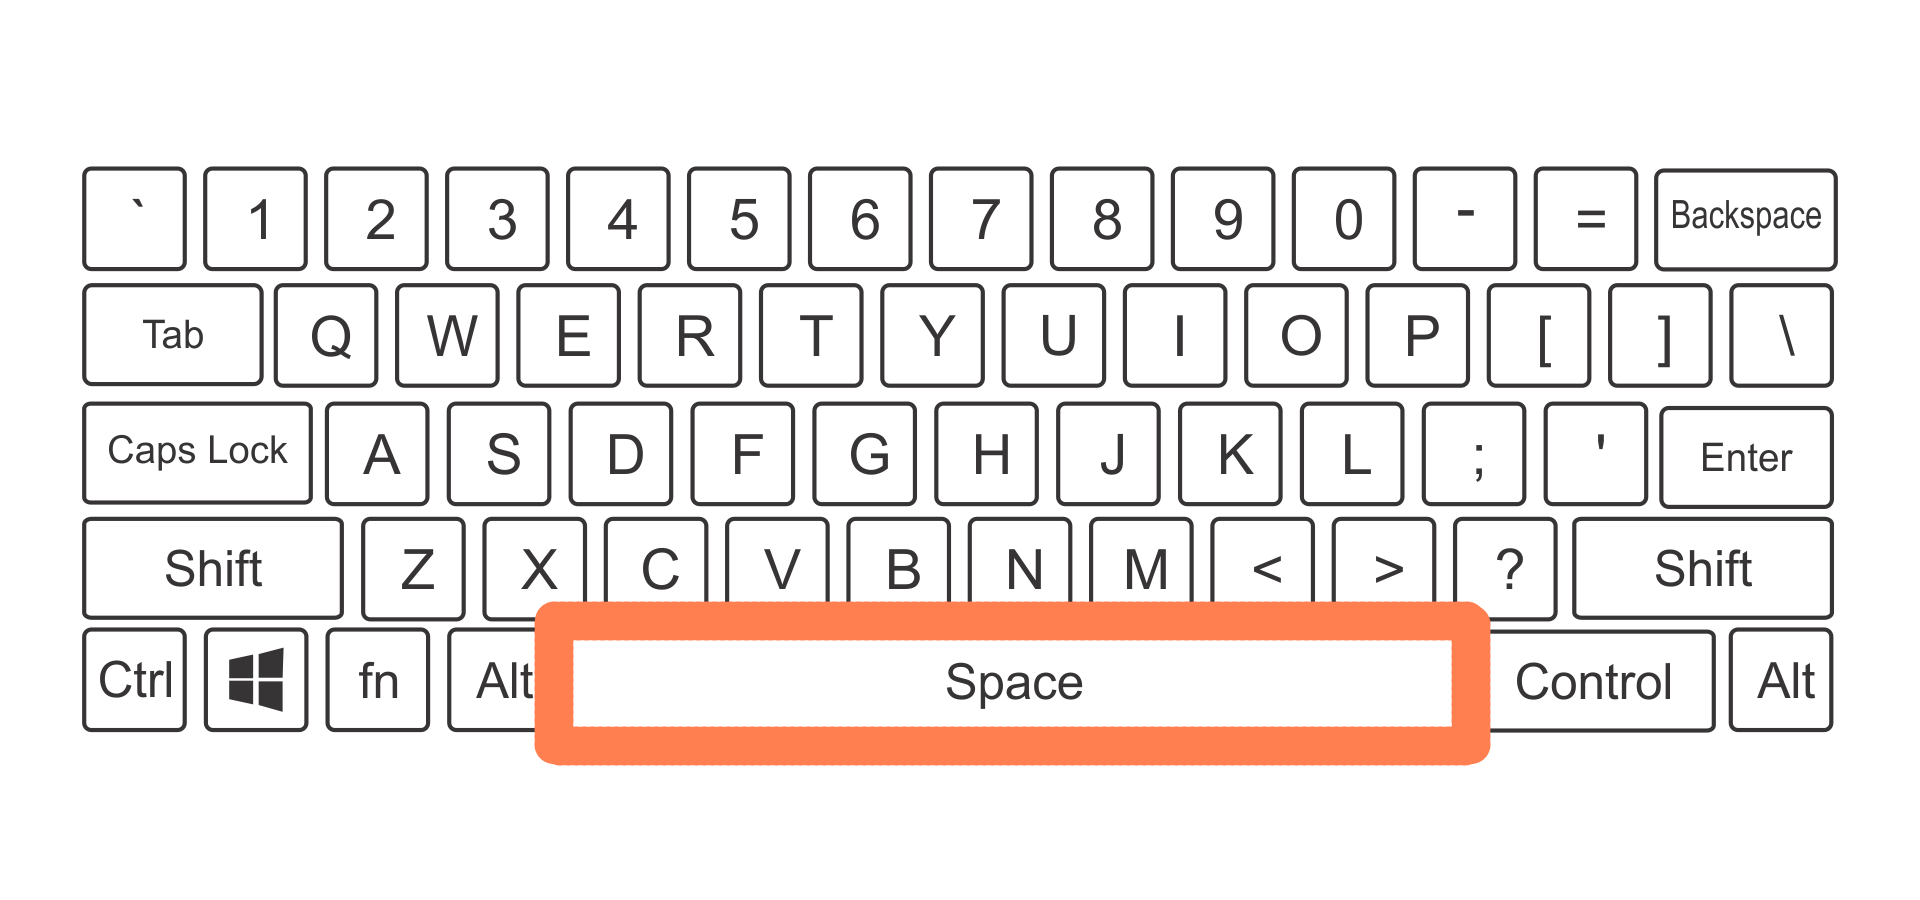 ` 1 2 3 4 5 6 7 8 9 0 - = Backspace
Tab Q W E R T Y U I O P [ ] \
Caps Lock A S D F G H J K L ; ' Enter
Shift Z X C V B N M < > ? Shift
Ctrl fn Alt Space Control Alt